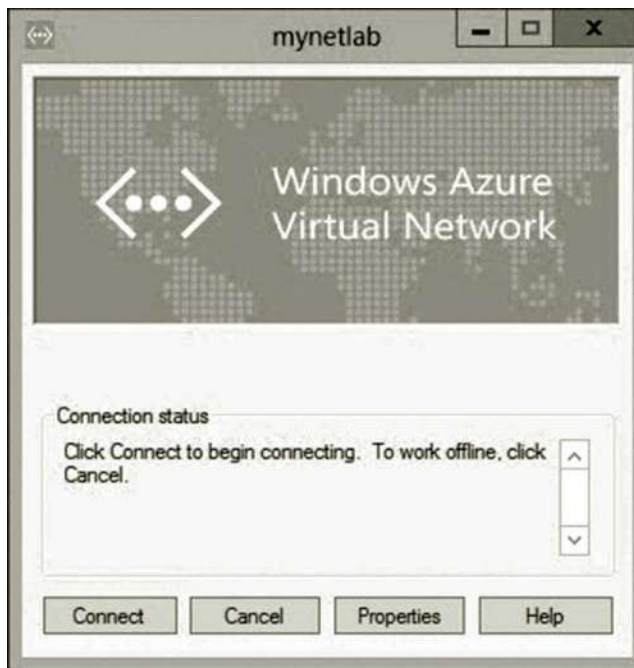 mynetlab
Windows Azure
Virtual Network
Connection status
Click Connect to begin connecting. To work offline, click
Cancel.
Connect Cancel Properties Help